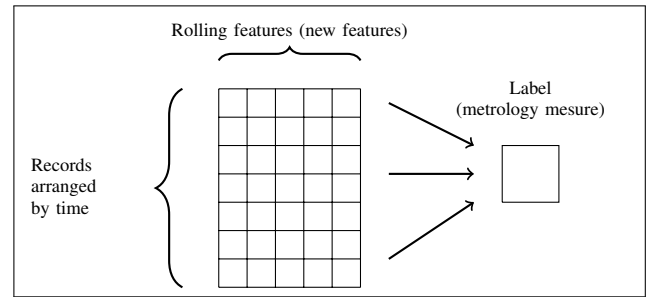 Rolling features (new features)
Label
(metrology mesure)
Records
arranged
by time